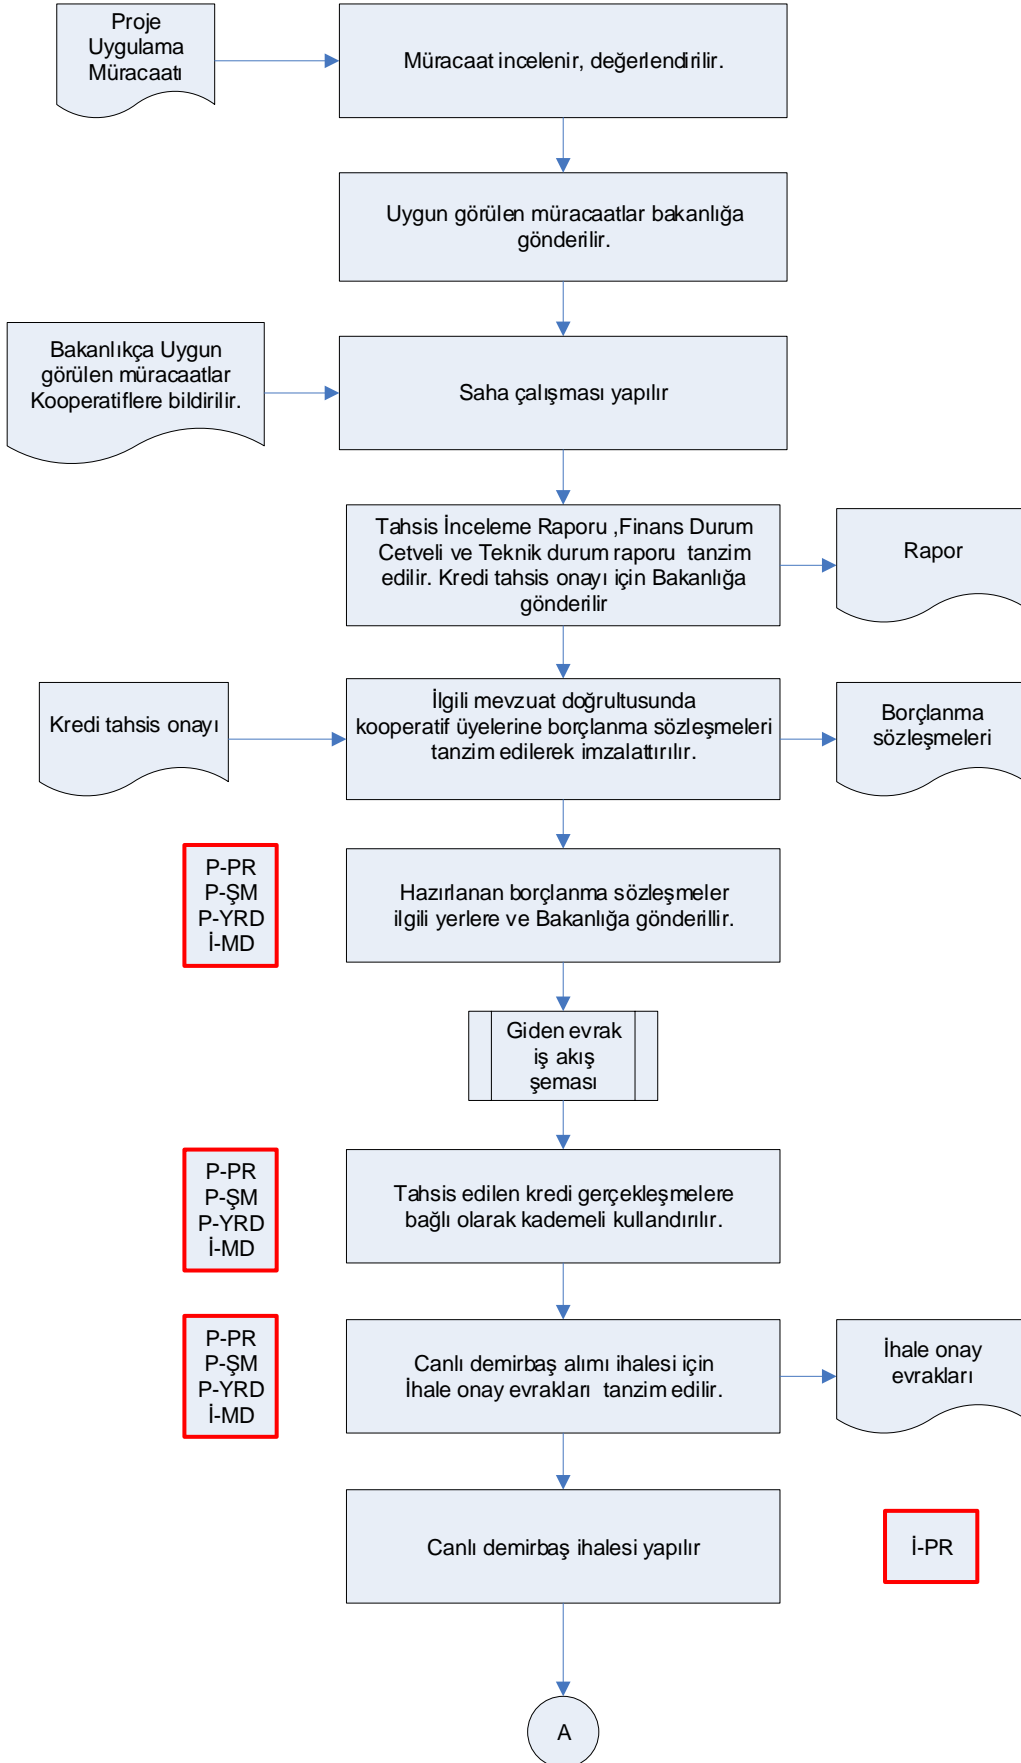 Proje
Uygulama
Müracaatı
Müracaat incelenir, değerlendirilir.
Uygun görülen müracaatlar bakanlığa
gönderilir.
Bakanlıkça Uygun
görülen müracaatlar
Kooperatiflere bildirilir.
Saha çalışması yapılır
Tahsis İnceleme Raporu ,Finans Durum
Cetveli ve Teknik durum raporu tanzim
edilir. Kredi tahsis onayı için Bakanlığa
gönderilir
Rapor
Kredi tahsis onayı
İlgili mevzuat doğrultusunda
kooperatif üyelerine borçlanma sözleşmeleri
tanzim edilerek imzalattırılır.
Borçlanma
sözleşmeleri
P-PR
P-ŞM
P-YRD
İ-MD
Hazırlanan borçlanma sözleşmeler
ilgili yerlere ve Bakanlığa gönderillir.
Giden evrak
iş akış
şeması
P-PR
P-ŞM
P-YRD
İ-MD
Tahsis edilen kredi gerçekleşmelere
bağlı olarak kademeli kullandırılır.
P-PR
P-ŞM
P-YRD
İ-MD
Canlı demirbaş alımı ihalesi için
İhale onay evrakları tanzim edilir.
İhale onay
evrakları
Canlı demirbaş ihalesi yapılır
İ-PR
A